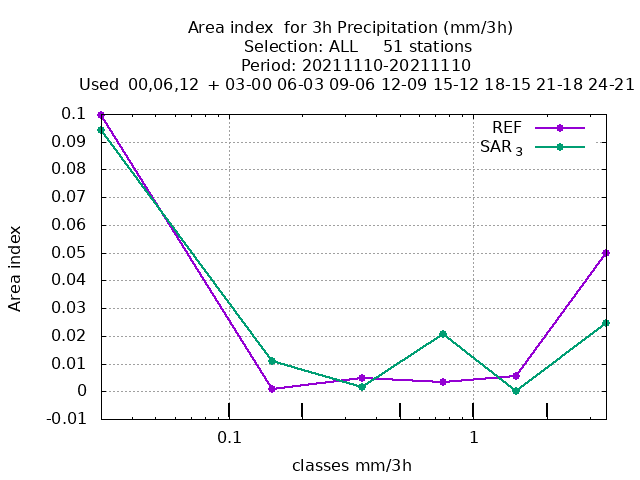 Area index  for 3h Precipitation (mm/3h)
Selection: ALL     51 stations
Period: 20211110-20211110
Used  00,06,12  + 03-00 06-03 09-06 12-09 15-12 18-15 21-18 24-21
REF
SAR 3
0.1
0.09
0.08
0.07
0.06
0.05
0.04
0.03
0.02
0.01
0
-0.01
Area index
0.1
1
classes mm/3h